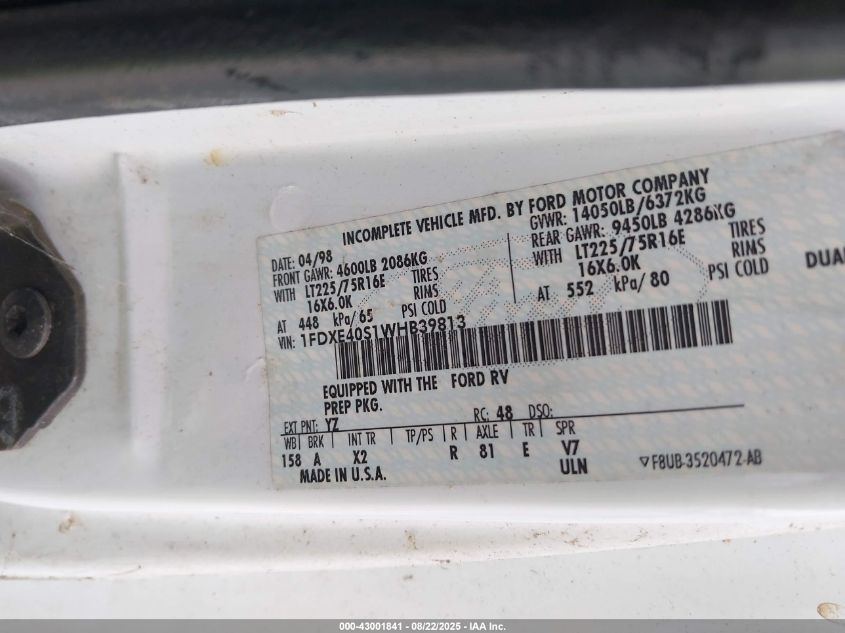 INCOMPLETE VEHICLE MFD. BY FORD MOTOR COMPANY
DATE: 04/98
GVWR: 14050LB/6372KG
FRONT GAWR: 4600LB 2086KG
REAR GAWR: 9450LB 4286KG
WITH LT225/75R16E TIRES
WITH LT225/75R16E TIRES
16X6.0K RIMS
16X6.0K RIMS
AT 448 kPa/65 PSI COLD
AT 552 kPa/80 PSI COLD
DUAL
VIN: 1FDXE40S1WHB39813
EQUIPPED WITH THE FORD RV
PREP PKG.
EXT PNT: YZ RC: 48 DSO:
WB BRK INT TR TP/PS R AXLE TR SPR
158 A X2 R 81 E V7
ULN
MADE IN U.S.A.
▽F8UB-3520472-AB
000-43001841 - 08/22/2025 - IAA Inc.